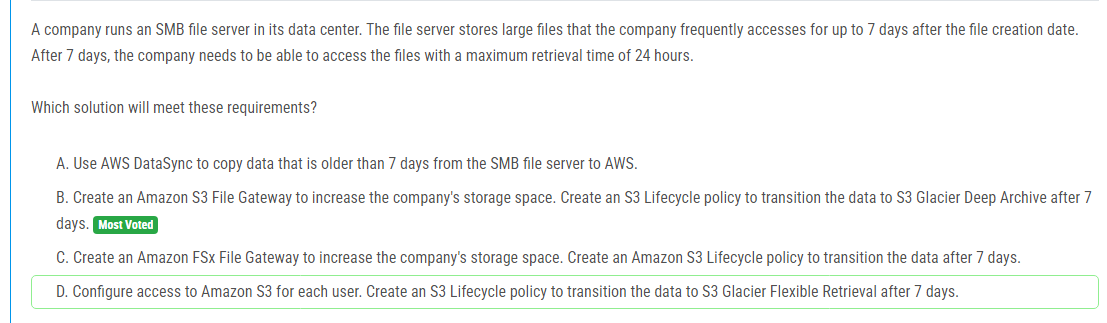 A company runs an SMB file server in its data center. The file server stores large files that the company frequently accesses for up to 7 days after the file creation date.
After 7 days, the company needs to be able to access the files with a maximum retrieval time of 24 hours.
Which solution will meet these requirements?
A. Use AWS DataSync to copy data that is older than 7 days from the SMB file server to AWS.
B. Create an Amazon S3 File Gateway to increase the company's storage space. Create an S3 Lifecycle policy to transition the data to S3 Glacier Deep Archive after 7
days. Most Voted
C. Create an Amazon FSx File Gateway to increase the company's storage space. Create an Amazon S3 Lifecycle policy to transition the data after 7 days.
D. Configure access to Amazon S3 for each user. Create an S3 Lifecycle policy to transition the data to S3 Glacier Flexible Retrieval after 7 days.